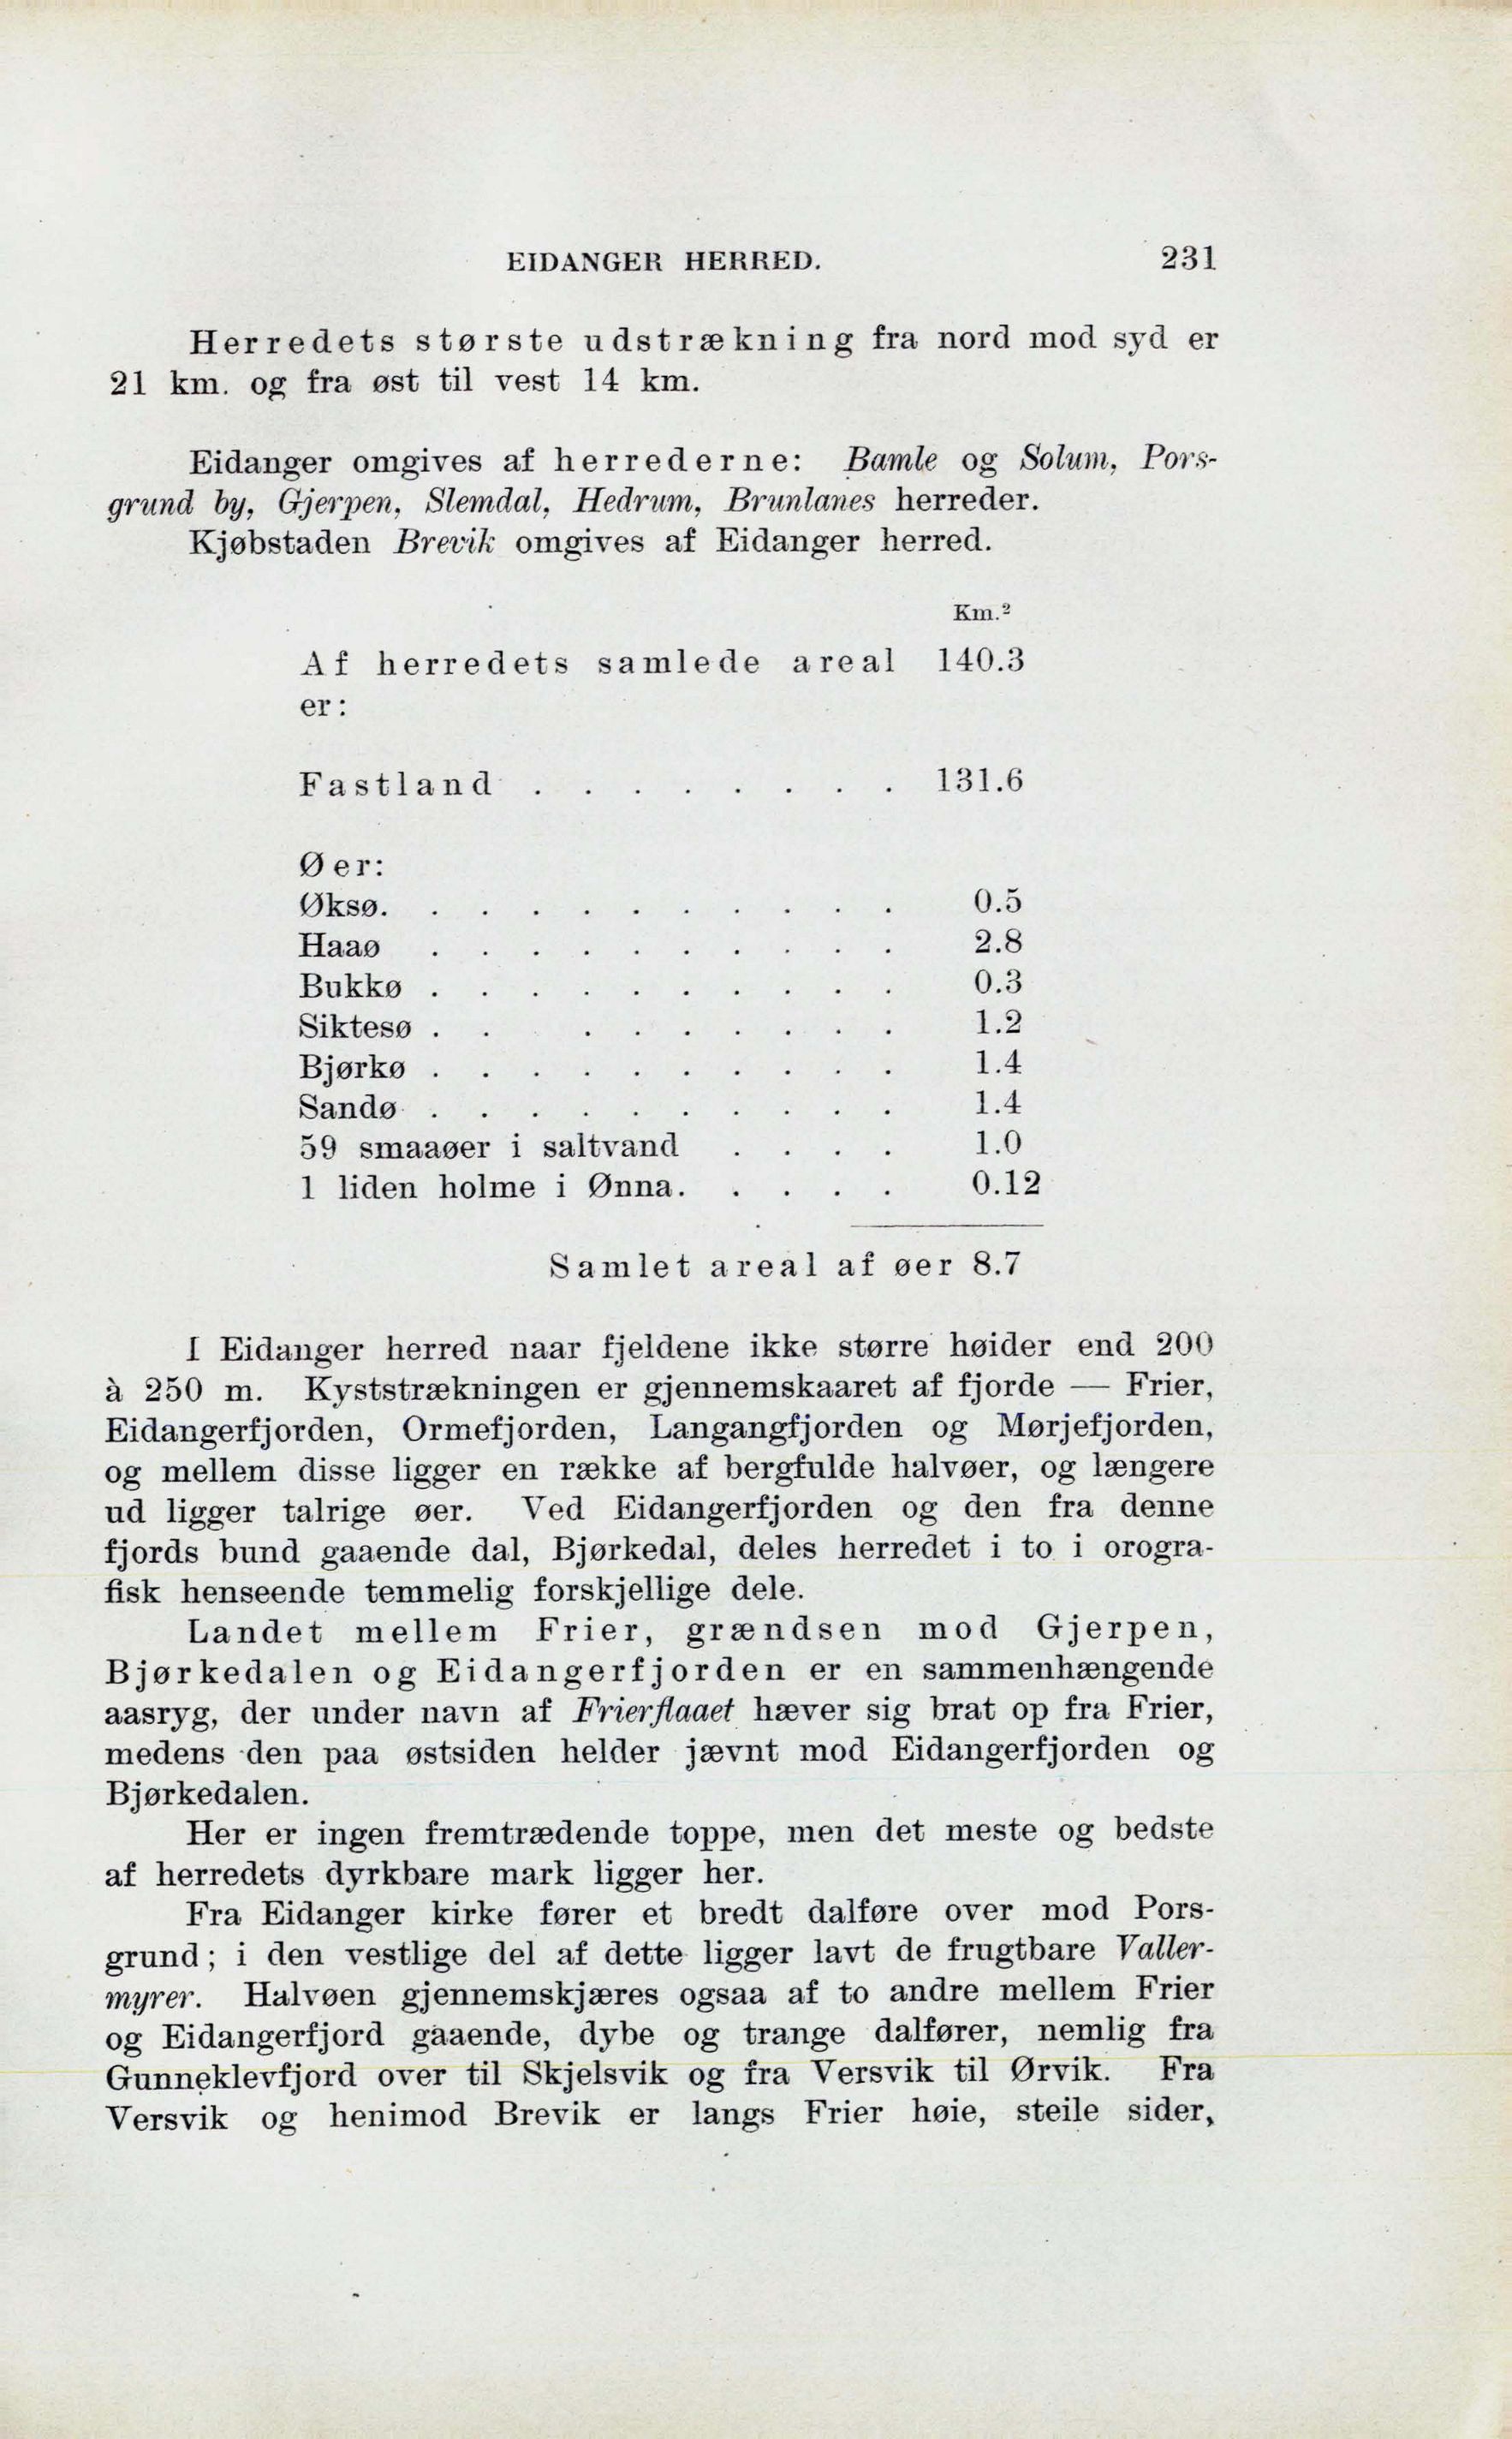 EIDANGER HERRED. 231
Herredets største udstrækning fra nord mod syd er
21 km. og fra øst til vest 14 km.
Eidanger omgives af herrederne: Bamle og Solum, Pors-
grund by, Gjerpen, Slemdal, Hedrum, Brunlanes herreder.
Kjøbstaden Brevik omgives af Eidanger herred.
Km.²
Af herredets samlede areal 140.3
er:
Fastland . . . . . . . . 131.6
Øer:
Øksø. . . . . . . . . . . 0.5
Haaø . . . . . . . . . . 2.8
Bukkø . . . . . . . . . . 0.3
Siktesø . . . . . . . . . 1.2
Bjørkø . . . . . . . . . . 1.4
Sandø . . . . . . . . . . 1.4
59 smaaøer i saltvand . . . . 1.0
1 liden holme i Ønna. . . . . 0.12
Samlet areal af øer 8.7
I Eidanger herred naar fjeldene ikke større høider end 200
à 250 m. Kyststrækningen er gjennemskaaret af fjorde — Frier,
Eidangerfjorden, Ormefjorden, Langangfjorden og Mørjefjorden,
og mellem disse ligger en række af bergfulde halvøer, og længere
ud ligger talrige øer. Ved Eidangerfjorden og den fra denne
fjords bund gaaende dal, Bjørkedal, deles herredet i to i orogra-
fisk henseende temmelig forskjellige dele.
Landet mellem Frier, grændsen mod Gjerpen,
Bjørkedalen og Eidangerfjorden er en sammenhængende
aasryg, der under navn af Frierflaaet hæver sig brat op fra Frier,
medens den paa østsiden helder jævnt mod Eidangerfjorden og
Bjørkedalen.
Her er ingen fremtrædende toppe, men det meste og bedste
af herredets dyrkbare mark ligger her.
Fra Eidanger kirke fører et bredt dalføre over mod Pors-
grund; i den vestlige del af dette ligger lavt de frugtbare Valler-
myrer. Halvøen gjennemskjæres ogsaa af to andre mellem Frier
og Eidangerfjord gaaende, dybe og trange dalfører, nemlig fra
Gunneklevfjord over til Skjelsvik og fra Versvik til Ørvik. Fra
Versvik og henimod Brevik er langs Frier høie, steile sider,